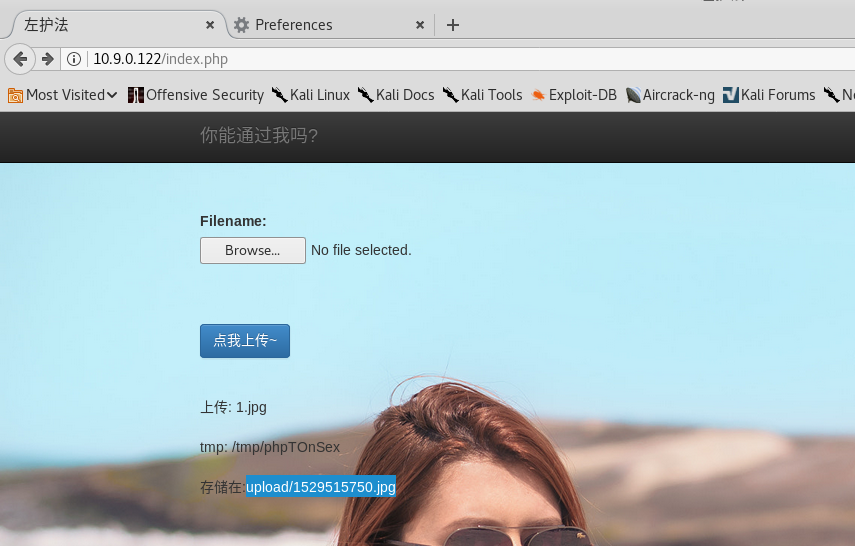 左护法 Preferences
10.9.0.122/index.php
Most Visited Offensive Security Kali Linux Kali Docs Kali Tools Exploit-DB Aircrack-ng Kali Forums
你能通过我吗?
Filename:
Browse... No file selected.
点我上传~
上传: 1.jpg
tmp: /tmp/phpTOnSex
存储在:upload/1529515750.jpg